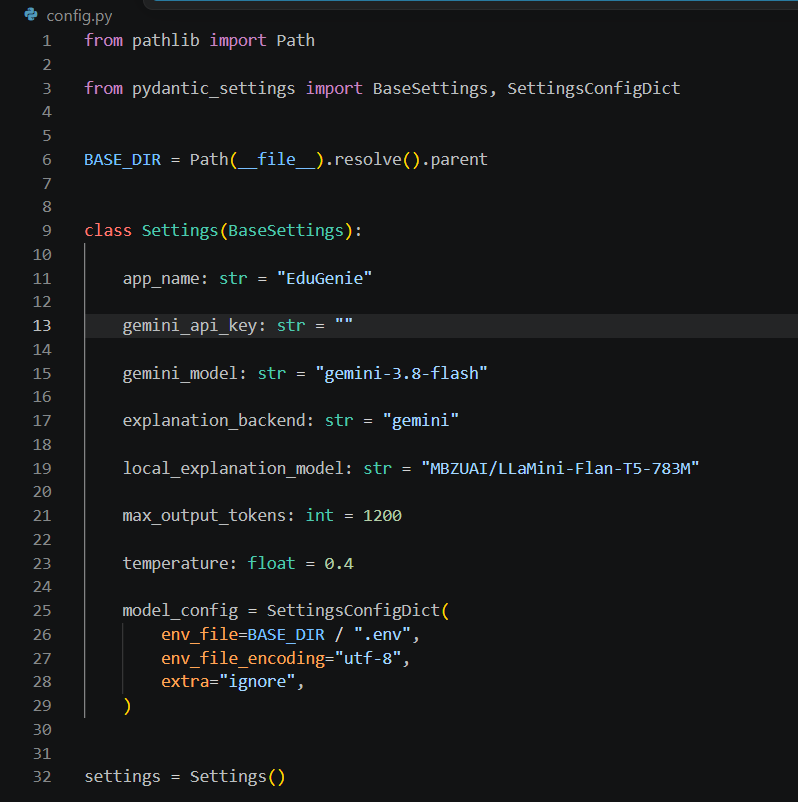 config.py
1 from pathlib import Path
2
3 from pydantic_settings import BaseSettings, SettingsConfigDict
4
5
6 BASE_DIR = Path(__file__).resolve().parent
7
8
9 class Settings(BaseSettings):
10
11     app_name: str = "EduGenie"
12
13     gemini_api_key: str = ""
14
15     gemini_model: str = "gemini-3.8-flash"
16
17     explanation_backend: str = "gemini"
18
19     local_explanation_model: str = "MBZUAI/LLaMini-Flan-T5-783M"
20
21     max_output_tokens: int = 1200
22
23     temperature: float = 0.4
24
25     model_config = SettingsConfigDict(
26         env_file=BASE_DIR / ".env",
27         env_file_encoding="utf-8",
28         extra="ignore",
29     )
30
31
32 settings = Settings()